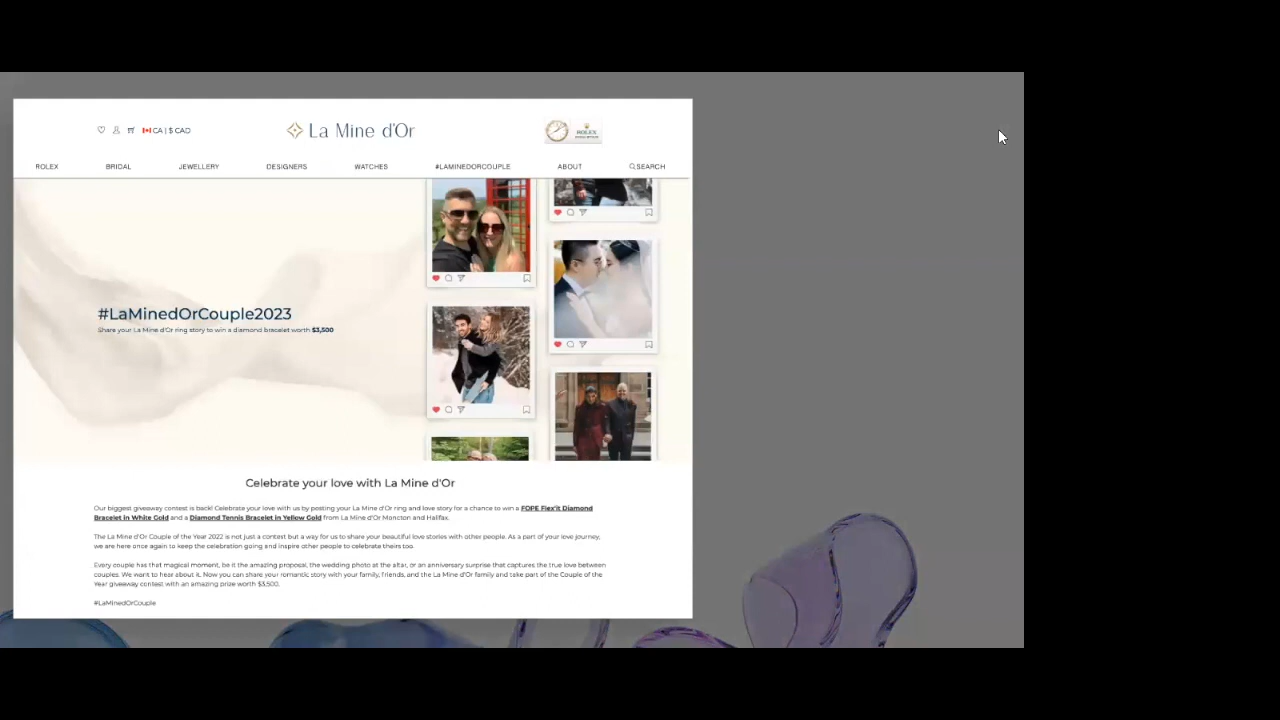 CA | $ CAD
La Mine d'Or
ROLEX
ROLEX
BRIDAL
JEWELLERY
DESIGNERS
WATCHES
#LAMINEDORCOUPLE
ABOUT
SEARCH
#LaMinedOrCouple2023
Share your La Mine d'Or ring story to win a diamond bracelet worth $3,500
Celebrate your love with La Mine d'Or
Our biggest giveaway contest is back! Celebrate your love with us by posting your La Mine d'Or ring and love story for a chance to win a FOPE Flex'it Diamond
Bracelet in White Gold and a Diamond Tennis Bracelet in Yellow Gold from La Mine d'Or Moncton and Halifax.
The La Mine d'Or Couple of the Year 2022 is not just a contest but a way for us to share your beautiful love stories with other people. As a part of your love journey,
we are here once again to keep the celebration going and inspire other people to celebrate theirs too.
Every couple has that magical moment, be it the amazing proposal, the wedding photo at the altar, or an anniversary surprise that captures the true love between
couples. We want to hear about it. Now you can share your romantic story with your family, friends, and the La Mine d'Or family and take part of the Couple of the
Year giveaway contest with an amazing prize worth $3,500.
#LaMinedOrCouple